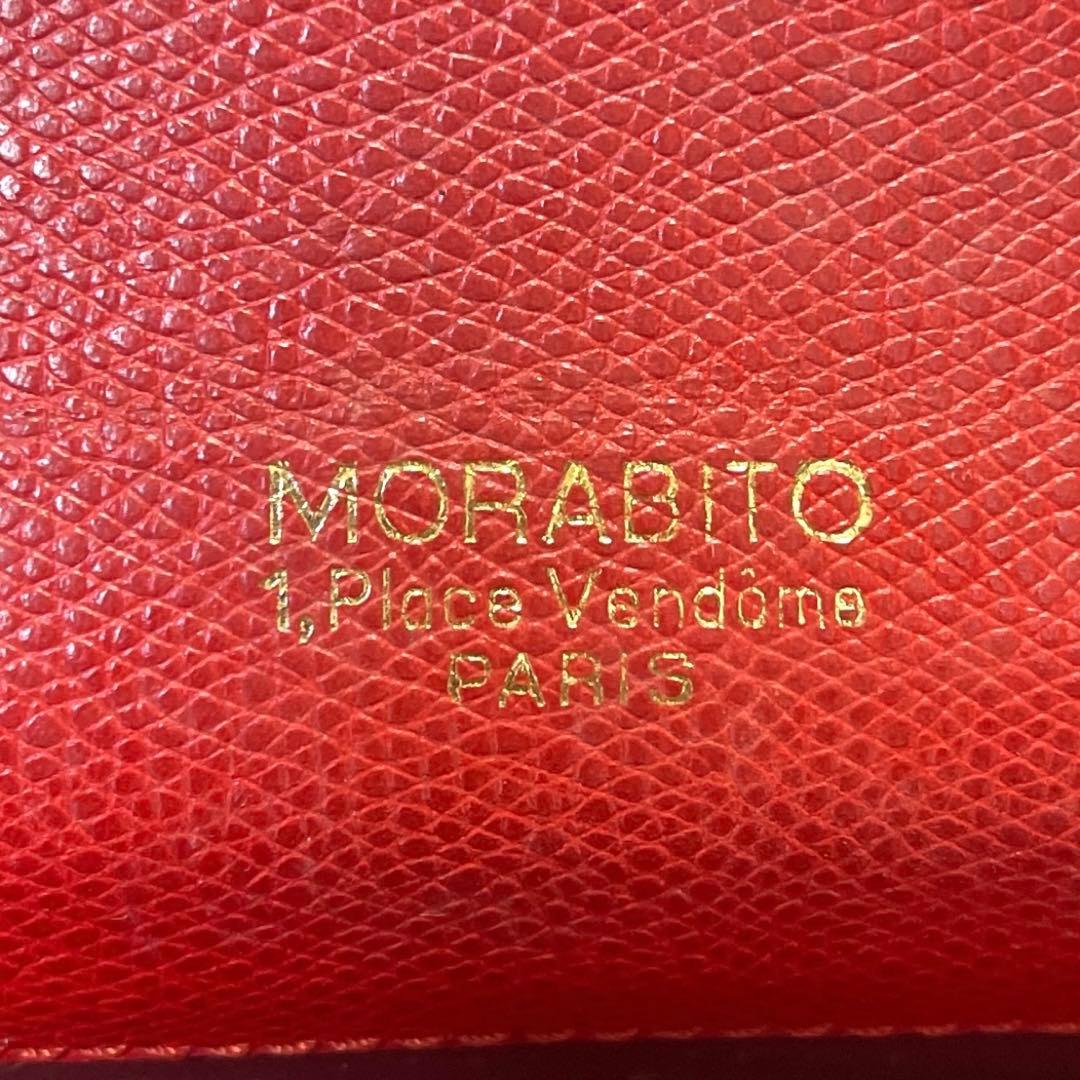 MORABITO
1, Place Vendôme
PARIS